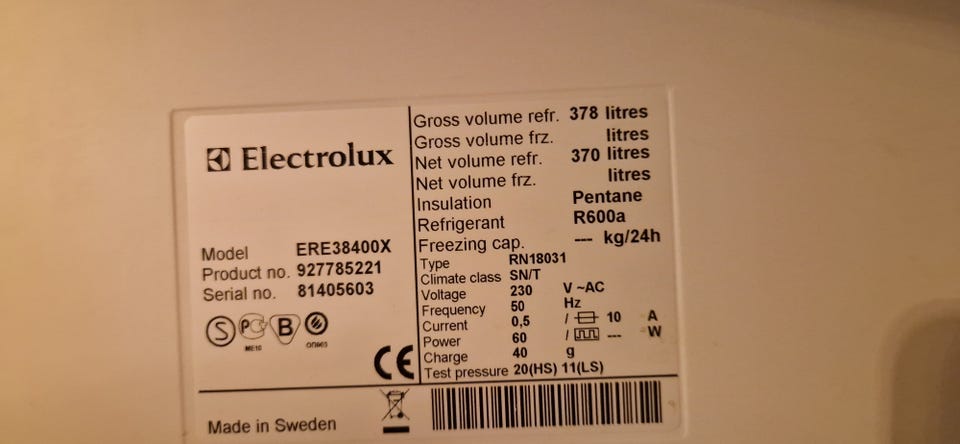 Electrolux
Model ERE38400X
Product no. 927785221
Serial no. 81405603
S PC B
ME10
CE
Made in Sweden
Gross volume refr. 378 litres
Gross volume frz. litres
Net volume refr. 370 litres
Net volume frz. litres
Insulation Pentane
Refrigerant R600a
Freezing cap. --- kg/24h
Type RN18031
Climate class SN/T
Voltage 230 V ~AC
Frequency 50 Hz
Current 0,5 / 10 A
Power 60 / --- W
Charge 40 g
Test pressure 20(HS) 11(LS)